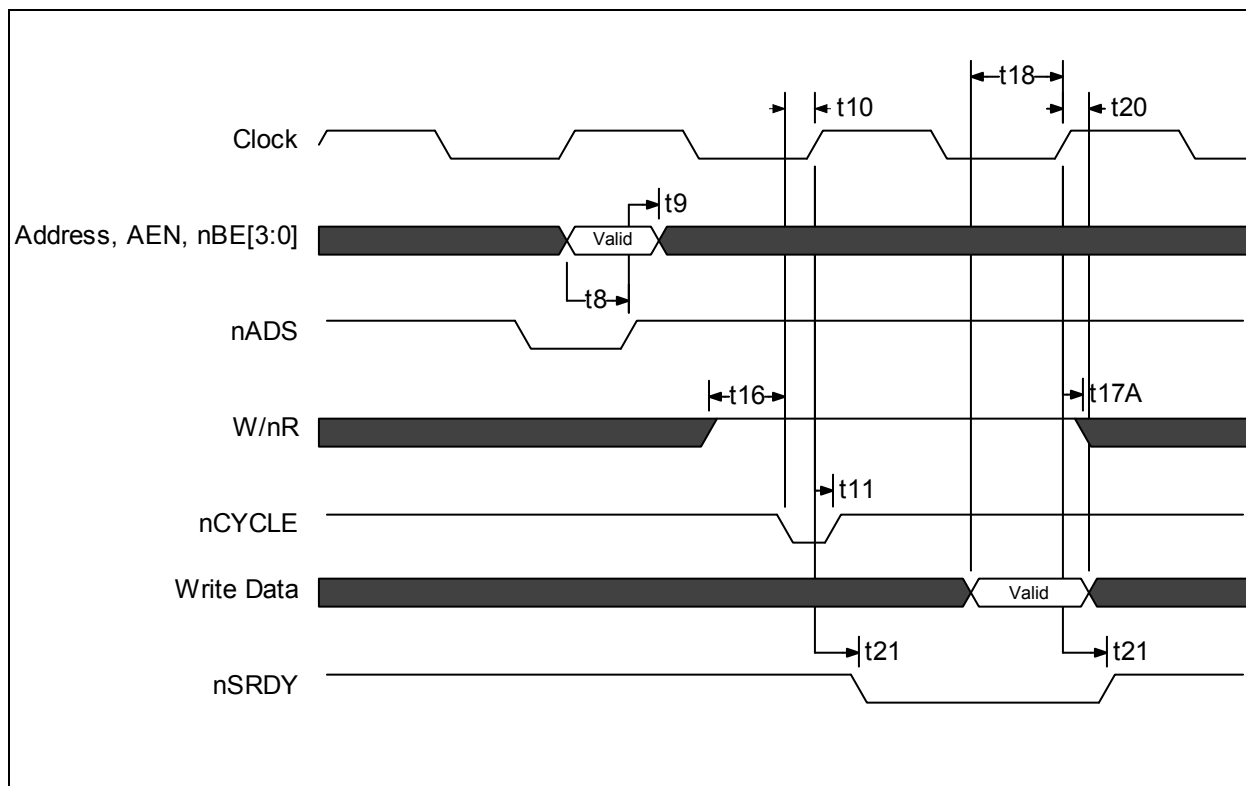 t18
t10
t20
Clock
t9
Address, AEN, nBE[3:0]
Valid
t8
nADS
t16
t17A
W/nR
t11
nCYCLE
Write Data
Valid
t21
t21
nSRDY